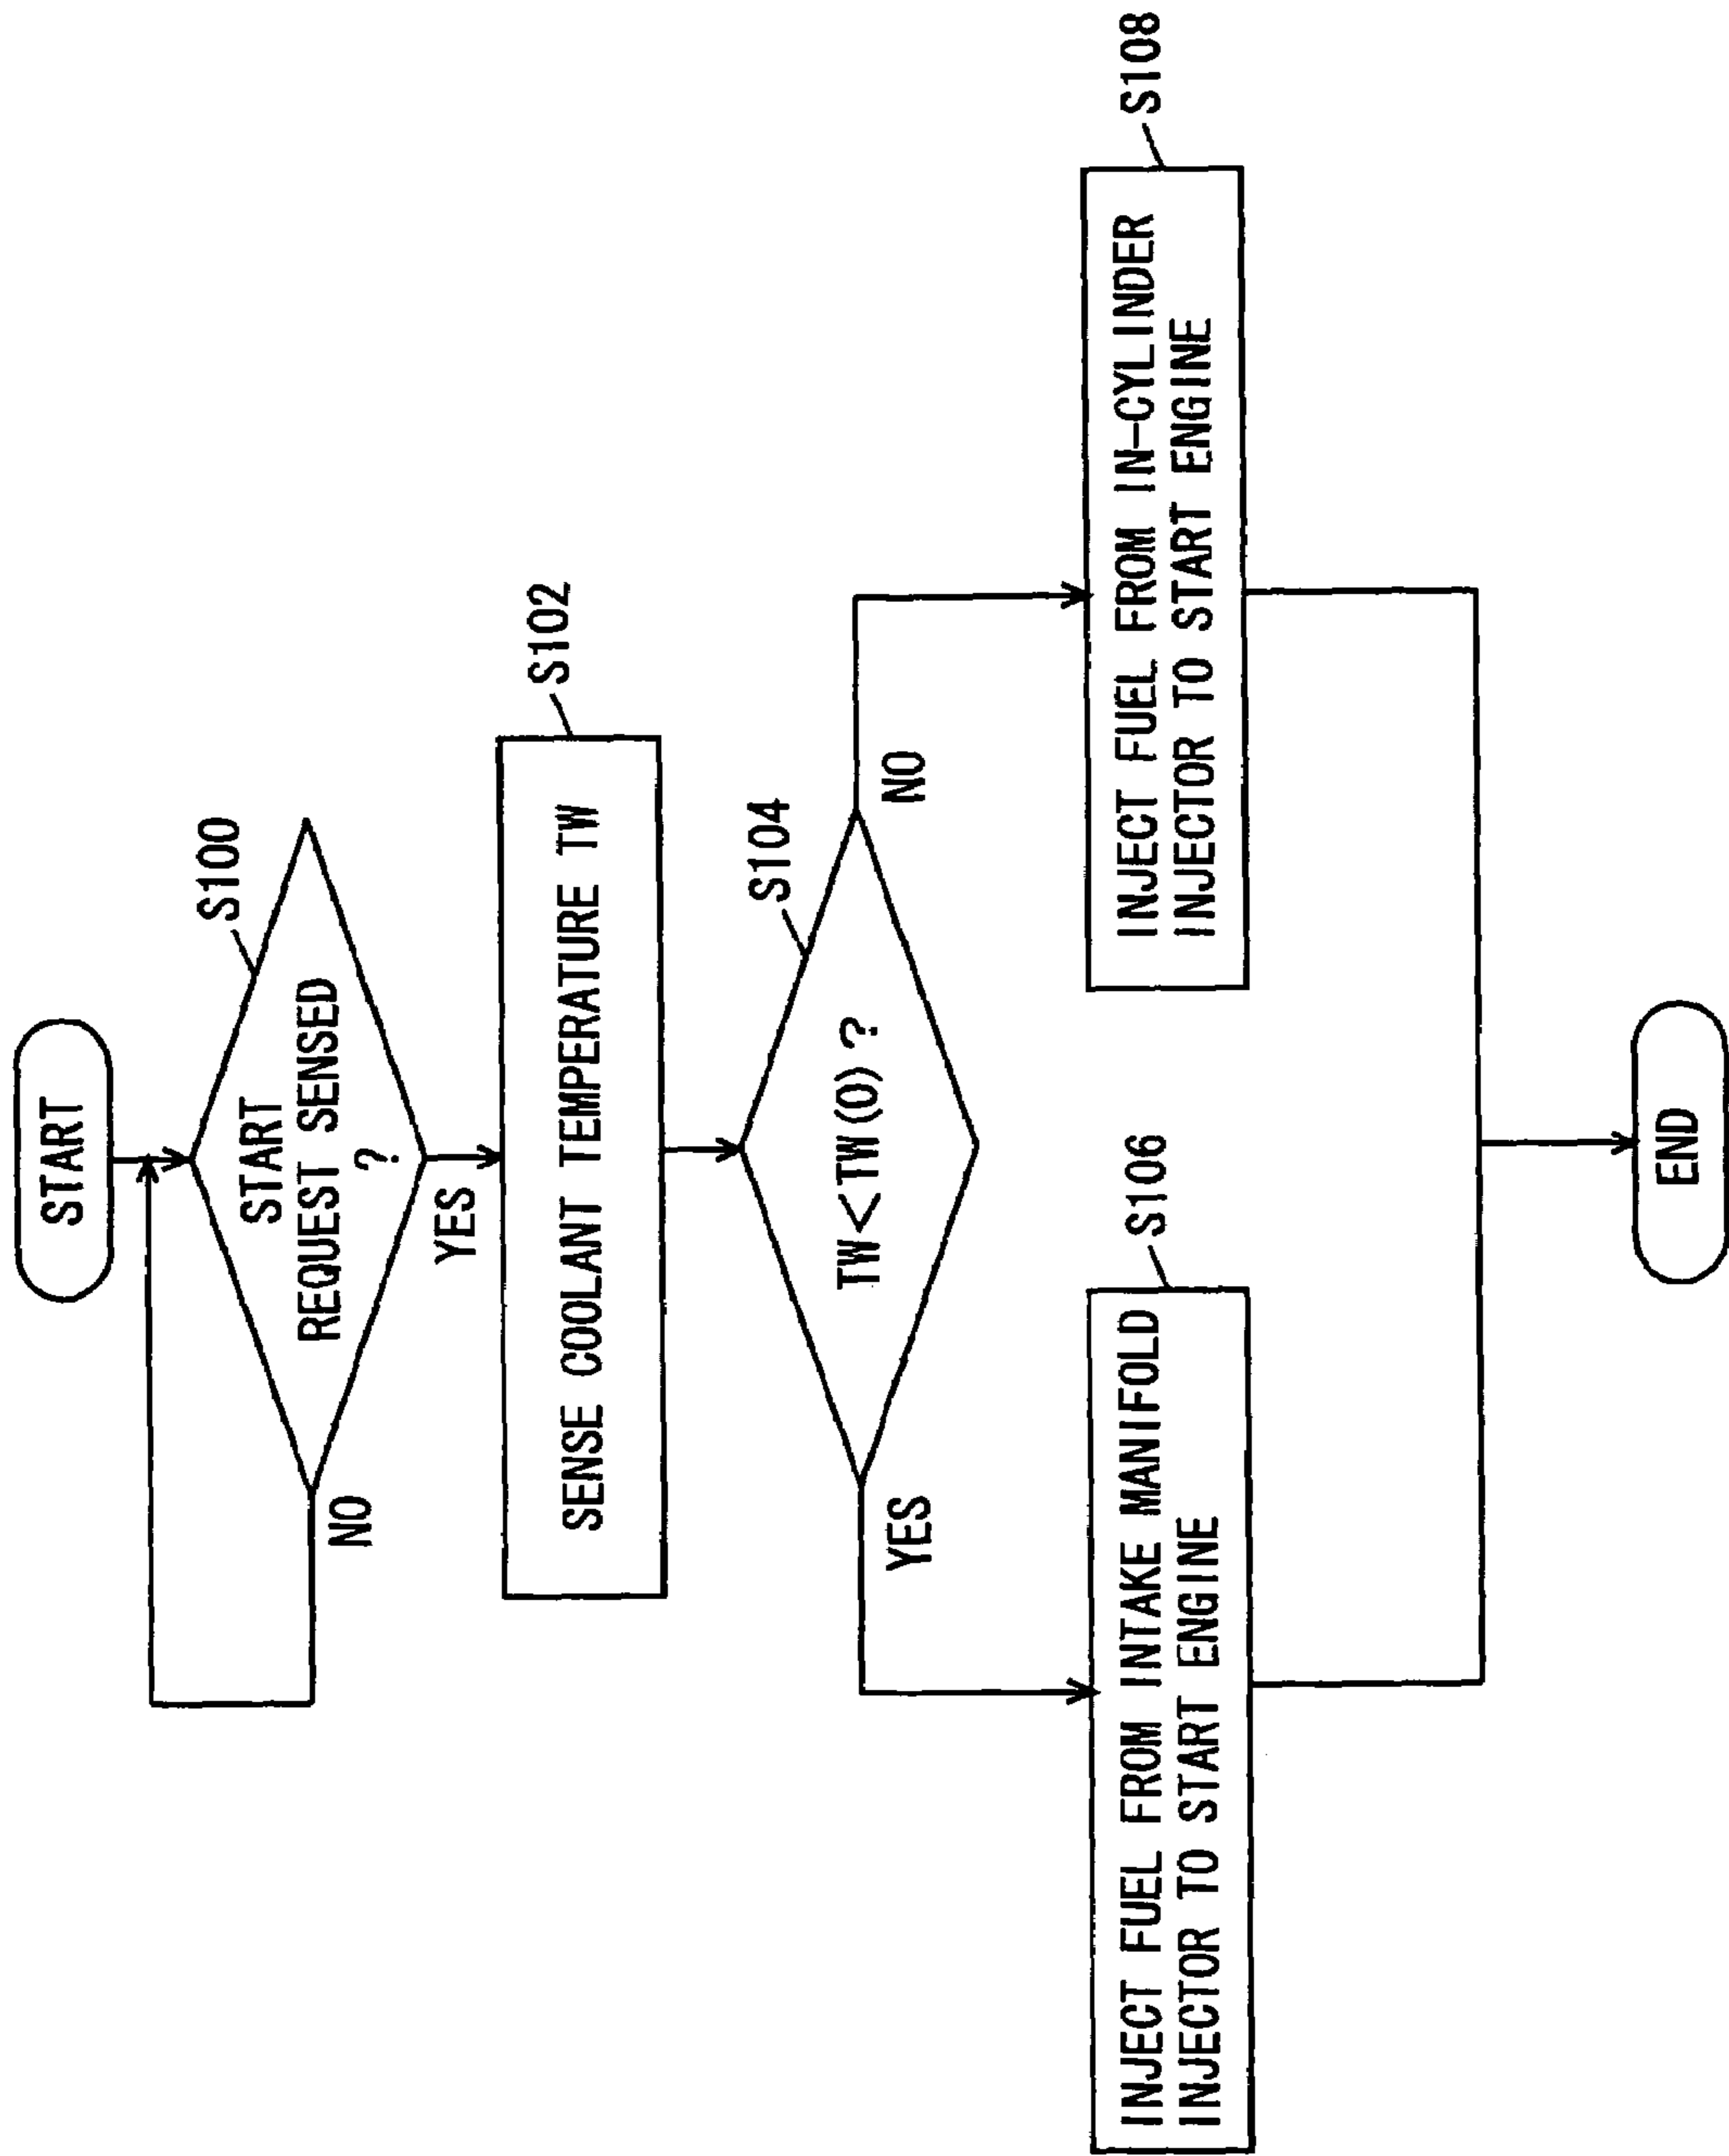 START
S100
START
REQUEST SENSED
?
NO
YES
S102
SENSE COOLANT TEMPERATURE TW
S104
TW<TW(0)?
YES
NO
S106
INJECT FUEL FROM INTAKE MANIFOLD
INJECTOR TO START ENGINE
S108
INJECT FUEL FROM IN-CYLINDER
INJECTOR TO START ENGINE
END